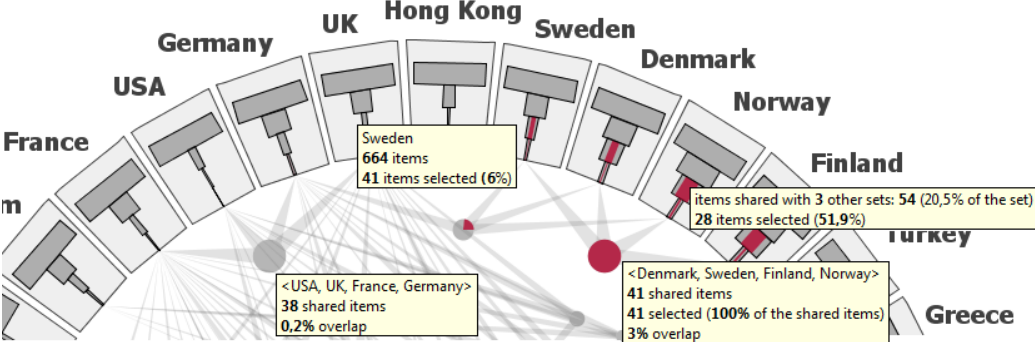 Hong Kong
UK
Sweden
Germany
Denmark
USA
Norway
France
Finland
m
Sweden
664 items
41 items selected (6%)
items shared with 3 other sets: 54 (20,5% of the set)
28 items selected (51,9%)
Turkey
<USA, UK, France, Germany>
38 shared items
0,2% overlap
<Denmark, Sweden, Finland, Norway>
41 shared items
41 selected (100% of the shared items)
3% overlap
Greece